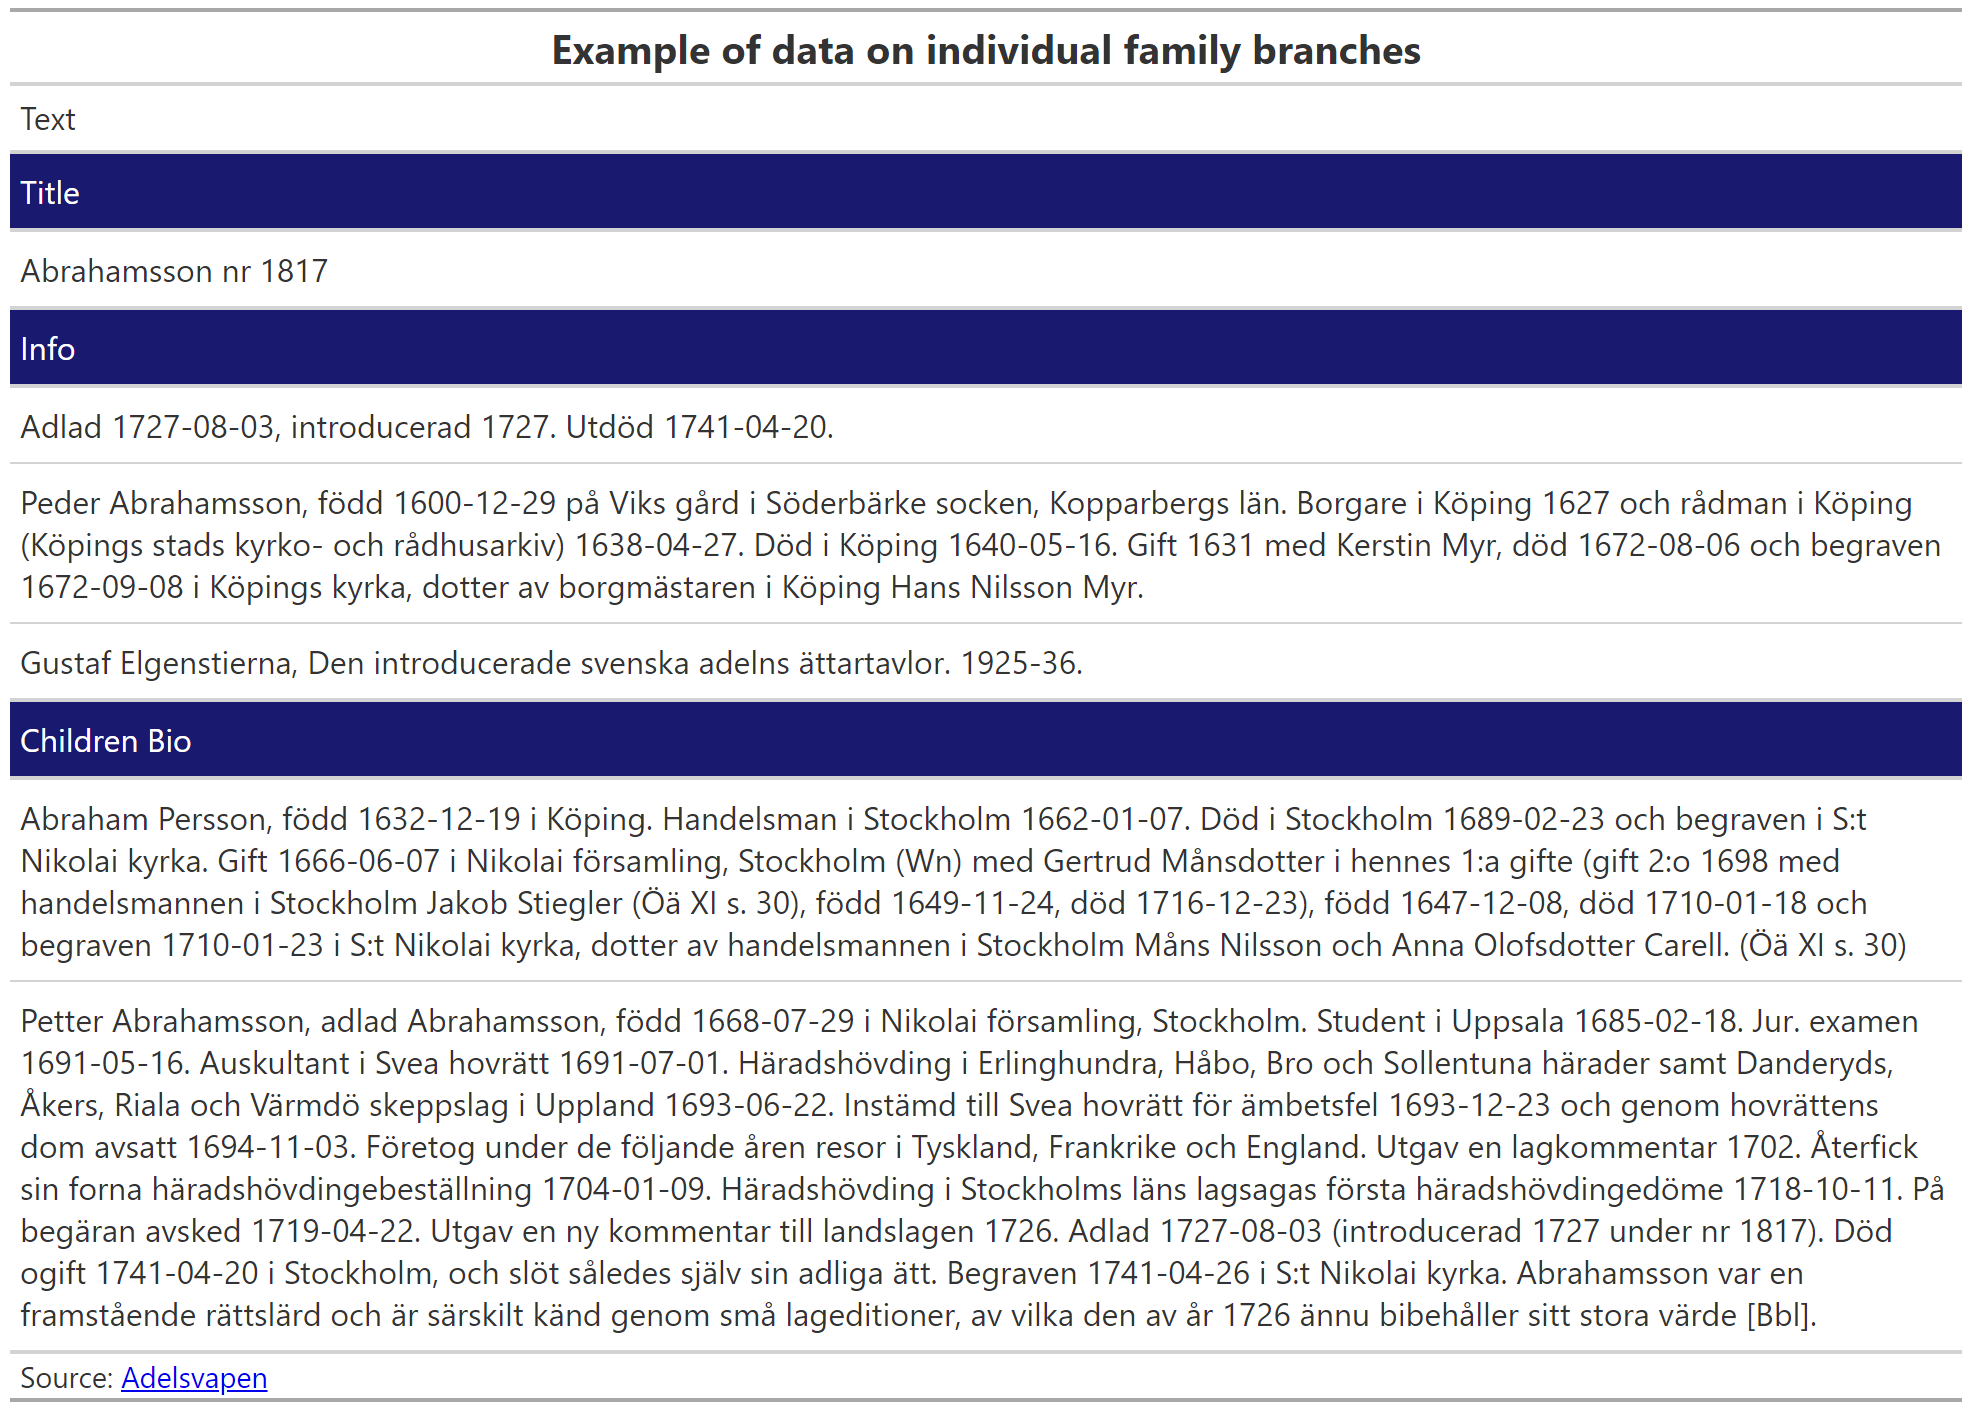 Example of data on individual family branches
Text
Title
Abrahamsson nr 1817
Info
Adlad 1727-08-03, introducerad 1727. Utdöd 1741-04-20.
Peder Abrahamsson, född 1600-12-29 på Viks gård i Söderbärke socken, Kopparbergs län. Borgare i Köping 1627 och rådman i Köping
(Köpings stads kyrko- och rådhusarkiv) 1638-04-27. Död i Köping 1640-05-16. Gift 1631 med Kerstin Myr, död 1672-08-06 och begraven
1672-09-08 i Köpings kyrka, dotter av borgmästaren i Köping Hans Nilsson Myr.
Gustaf Elgenstierna, Den introducerade svenska adelns ättartavlor. 1925-36.
Children Bio
Abraham Persson, född 1632-12-19 i Köping. Handelsman i Stockholm 1662-01-07. Död i Stockholm 1689-02-23 och begraven i S:t
Nikolai kyrka. Gift 1666-06-07 i Nikolai församling, Stockholm (Wn) med Gertrud Månsdotter i hennes 1:a gifte (gift 2:o 1698 med
handelsmannen i Stockholm Jakob Stiegler (Öä XI s. 30), född 1649-11-24, död 1716-12-23), född 1647-12-08, död 1710-01-18 och
begraven 1710-01-23 i S:t Nikolai kyrka, dotter av handelsmannen i Stockholm Måns Nilsson och Anna Olofsdotter Carell. (Öä XI s. 30)
Petter Abrahamsson, adlad Abrahamsson, född 1668-07-29 i Nikolai församling, Stockholm. Student i Uppsala 1685-02-18. Jur. examen
1691-05-16. Auskultant i Svea hovrätt 1691-07-01. Häradshövding i Erlinghundra, Håbo, Bro och Sollentuna härader samt Danderyds,
Åkers, Riala och Värmdö skeppslag i Uppland 1693-06-22. Instämd till Svea hovrätt för ämbetsfel 1693-12-23 och genom hovrättens
dom avsatt 1694-11-03. Företog under de följande åren resor i Tyskland, Frankrike och England. Utgav en lagkommentar 1702. Återfick
sin forna häradshövdingebeställning 1704-01-09. Häradshövding i Stockholms läns lagsagas första häradshövdingedöme 1718-10-11. På
begäran avsked 1719-04-22. Utgav en ny kommentar till landslagen 1726. Adlad 1727-08-03 (introducerad 1727 under nr 1817). Död
ogift 1741-04-20 i Stockholm, och slöt således själv sin adliga ätt. Begraven 1741-04-26 i S:t Nikolai kyrka. Abrahamsson var en
framstående rättslärd och är särskilt känd genom små lageditioner, av vilka den av år 1726 ännu bibehåller sitt stora värde [Bbl].
Source: Adelsvapen